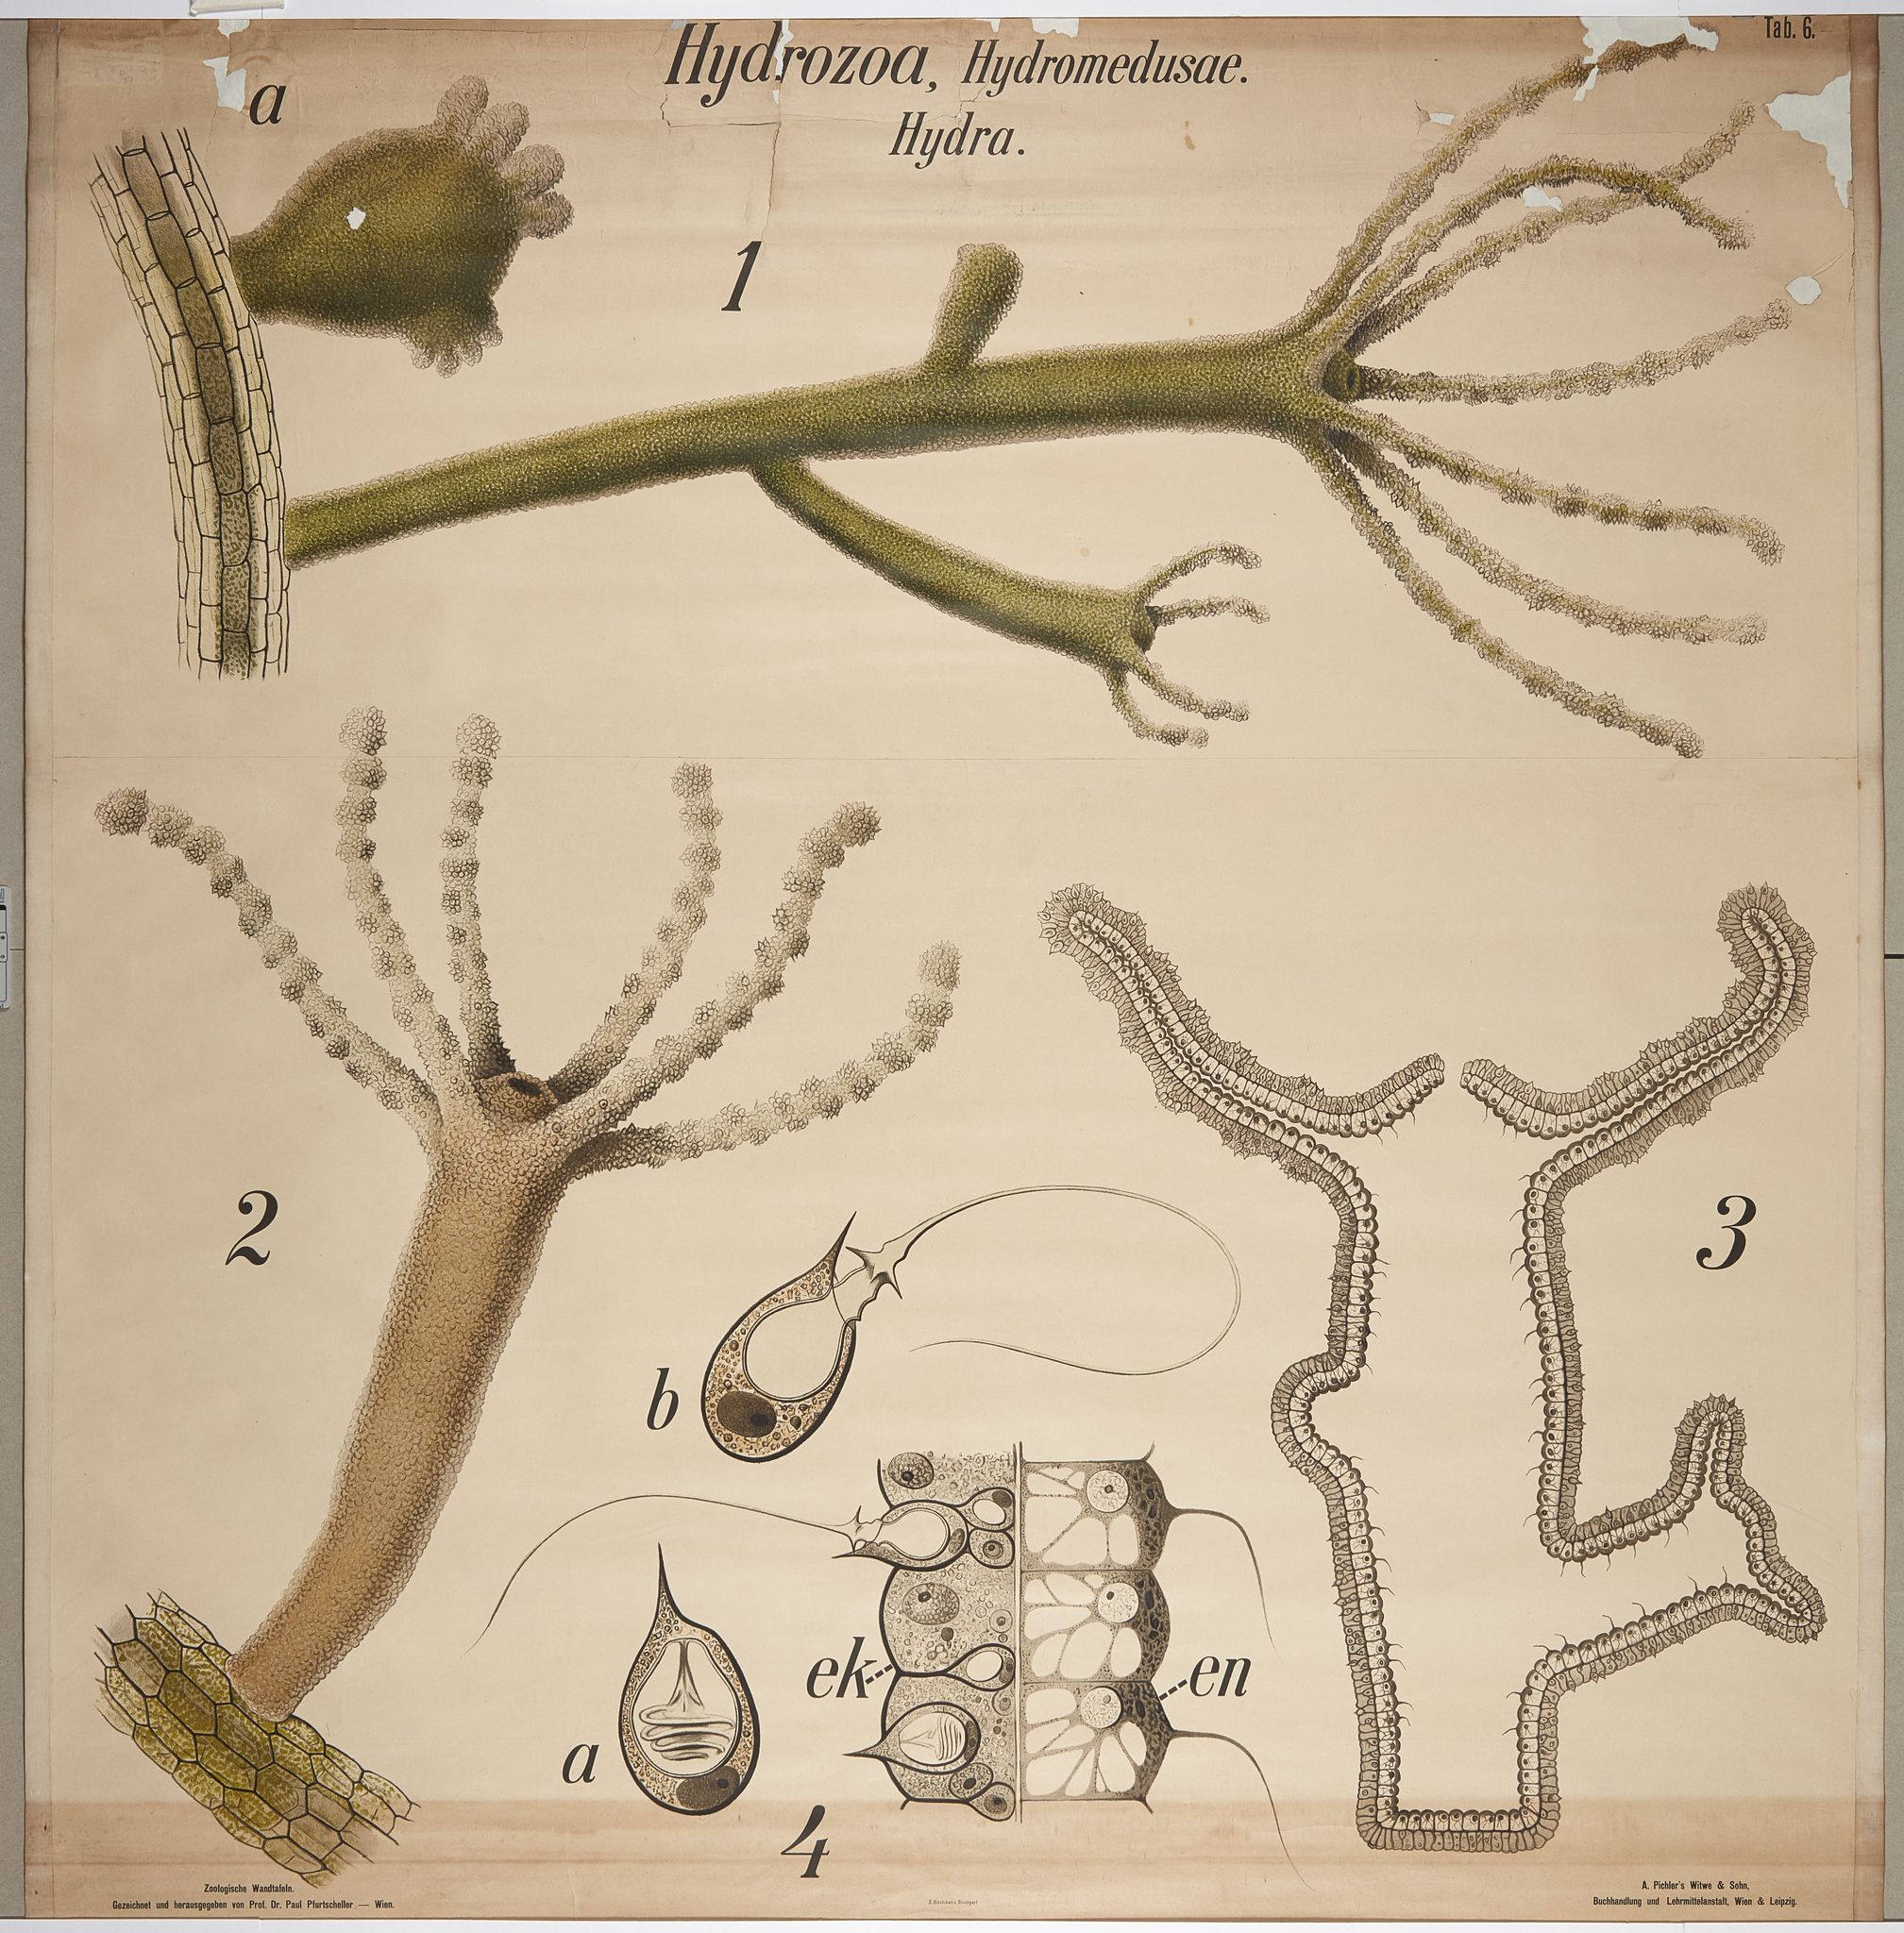 Tab. 6.
Hydrozoa, Hydromedusae.
Hydra.
a
1
2
3
b
ek
en
a
4
Zoologische Wandtafeln.
Gezeichnet und herausgegeben von Prof. Dr. Paul Pfurtscheller — Wien.
A. Pichler's Witwe & Sohn,
Buchhandlung und Lehrmittelanstalt, Wien & Leipzig.